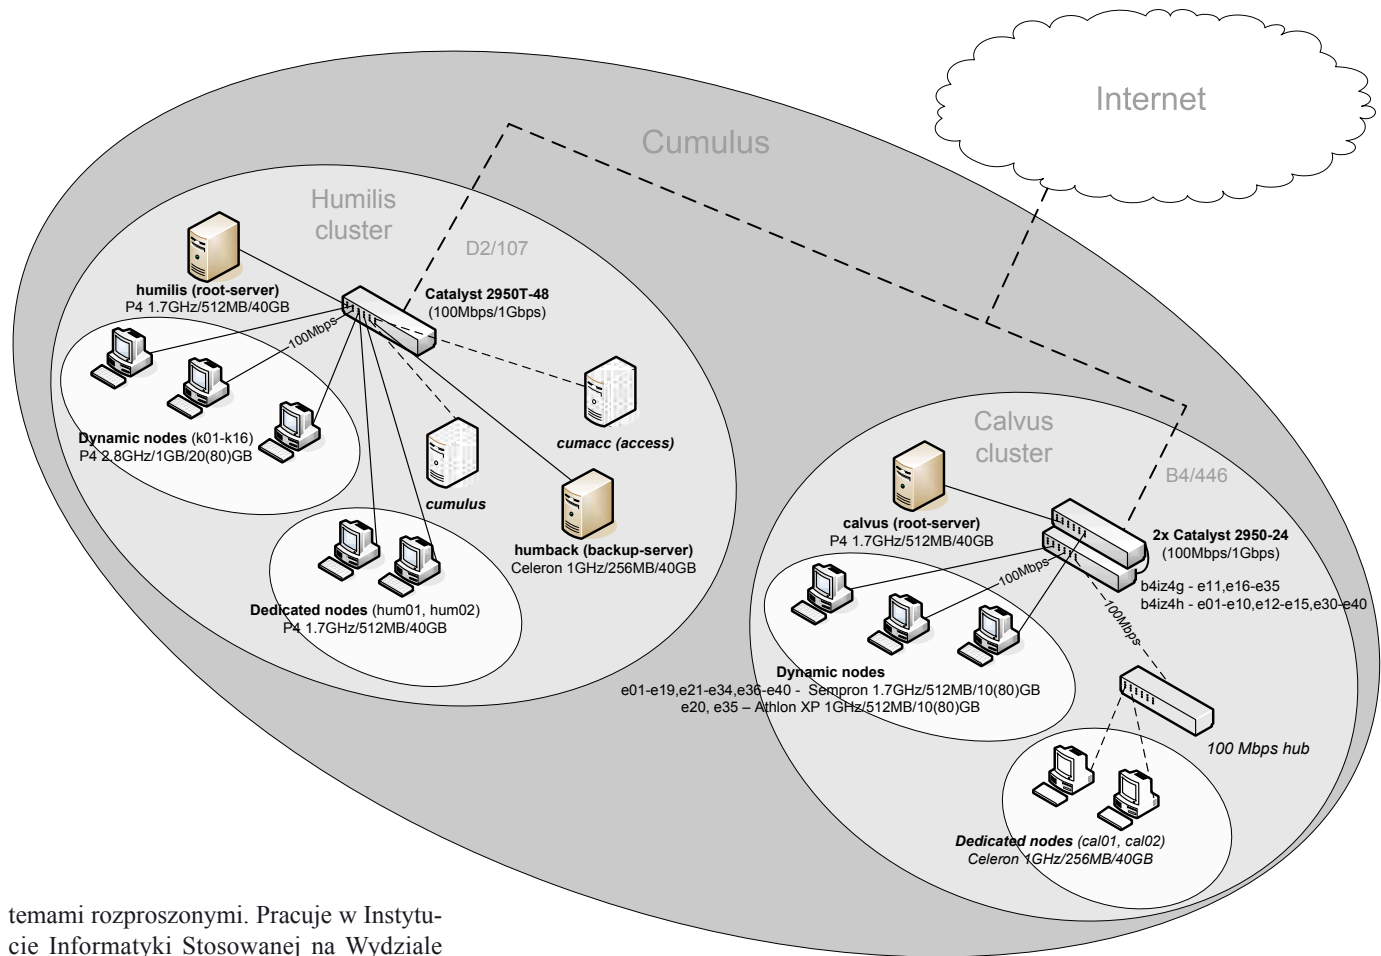 Internet
Cumulus
Humilis
cluster
D2/107
humilis (root-server)
P4 1.7GHz/512MB/40GB
Catalyst 2950T-48
(100Mbps/1Gbps)
100Mbps
Dynamic nodes (k01-k16)
P4 2,8GHz/1GB/20(80)GB
cumacc (access)
cumulus
humback (backup-server)
Celeron 1GHz/256MB/40GB
Dedicated nodes (hum01, hum02)
P4 1.7GHz/512MB/40GB
Calvus
cluster
B4/446
calvus (root-server)
P4 1.7GHz/512MB/40GB
2x Catalyst 2950-24
(100Mbps/1Gbps)
b4iz4g - e11,e16-e35
b4iz4h - e01-e10,e12-e15,e30-e40
100Mbps
100Mbps
Dynamic nodes
e01-e19,e21-e34,e36-e40 - Sempron 1.7GHz/512MB/10(80)GB
e20, e35 – Athlon XP 1GHz/512MB/10(80)GB
100 Mbps hub
Dedicated nodes (cal01, cal02)
Celeron 1GHz/256MB/40GB
temami rozproszonymi. Pracuje w Instytu-
cie Informatyki Stosowanej na Wydziale